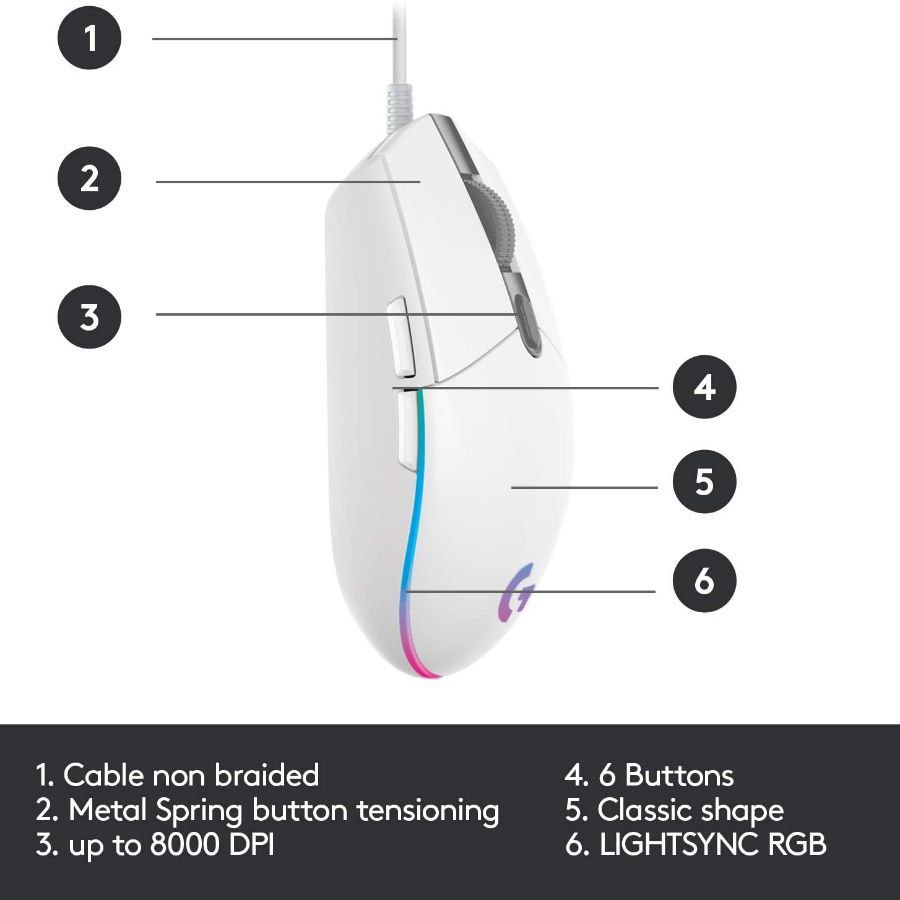 1
2
3
4
5
6
1. Cable non braided
2. Metal Spring button tensioning
3. up to 8000 DPI
4. 6 Buttons
5. Classic shape
6. LIGHTSYNC RGB